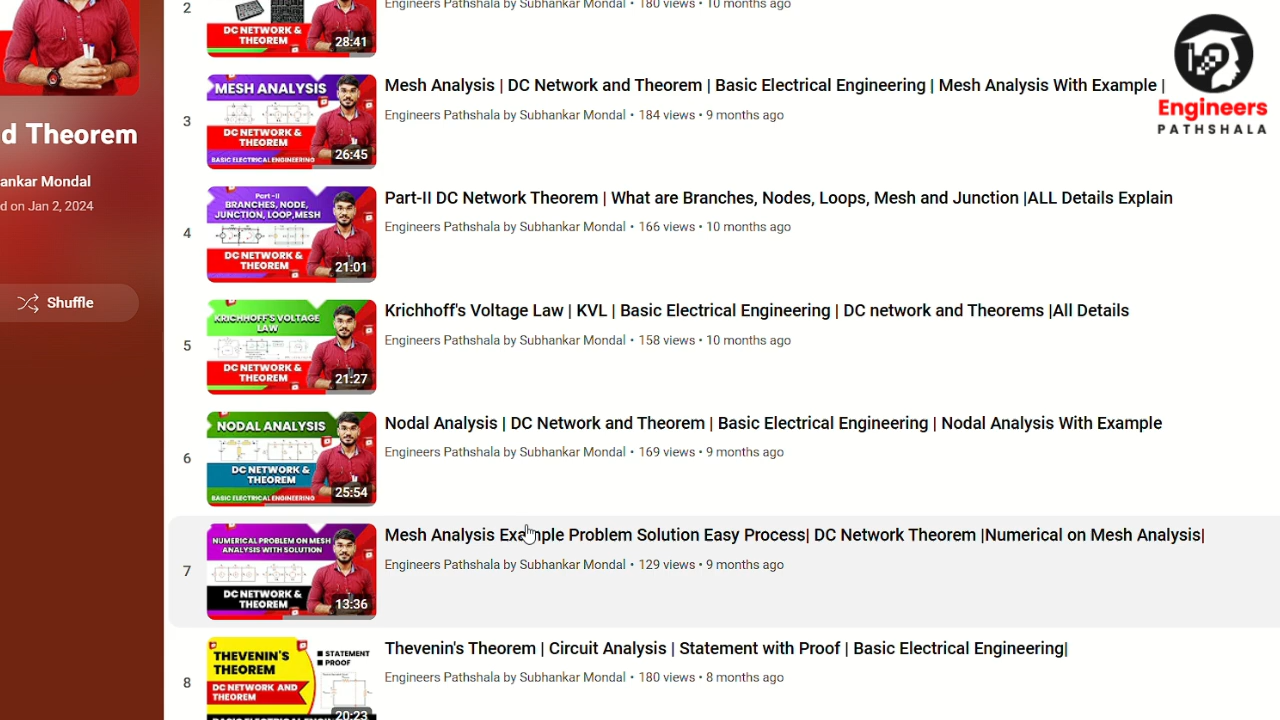 d Theorem
ankar Mondal
d on Jan 2, 2024
Shuffle
Engineers
PATHSHALA
2
DC NETWORK &
THEOREM
28:41
Engineers Pathshala by Subhankar Mondal • 180 views • 10 months ago
3
MESH ANALYSIS
DC NETWORK &
THEOREM
BASIC ELECTRICAL ENGINEERING
26:45
Mesh Analysis | DC Network and Theorem | Basic Electrical Engineering | Mesh Analysis With Example |
Engineers Pathshala by Subhankar Mondal • 184 views • 9 months ago
4
Part -II
BRANCHES, NODE,
JUNCTION, LOOP,MESH
DC NETWORK &
THEOREM
21:01
Part-II DC Network Theorem | What are Branches, Nodes, Loops, Mesh and Junction |ALL Details Explain
Engineers Pathshala by Subhankar Mondal • 166 views • 10 months ago
5
KRICHHOFF'S VOLTAGE
LAW
DC NETWORK &
THEOREM
21:27
Krichhoff's Voltage Law | KVL | Basic Electrical Engineering | DC network and Theorems |All Details
Engineers Pathshala by Subhankar Mondal • 158 views • 10 months ago
6
NODAL ANALYSIS
DC NETWORK &
THEOREM
BASIC ELECTRICAL ENGINEERING
25:54
Nodal Analysis | DC Network and Theorem | Basic Electrical Engineering | Nodal Analysis With Example
Engineers Pathshala by Subhankar Mondal • 169 views • 9 months ago
7
NUMERICAL PROBLEM ON MESH
ANALYSIS WITH SOLUTION
DC NETWORK &
THEOREM
13:36
Mesh Analysis Example Problem Solution Easy Process| DC Network Theorem |Numerical on Mesh Analysis|
Engineers Pathshala by Subhankar Mondal • 129 views • 9 months ago
8
THEVENIN'S
THEOREM
STATEMENT
PROOF
DC NETWORK AND
THEOREM
20:23
Thevenin's Theorem | Circuit Analysis | Statement with Proof | Basic Electrical Engineering|
Engineers Pathshala by Subhankar Mondal • 180 views • 8 months ago